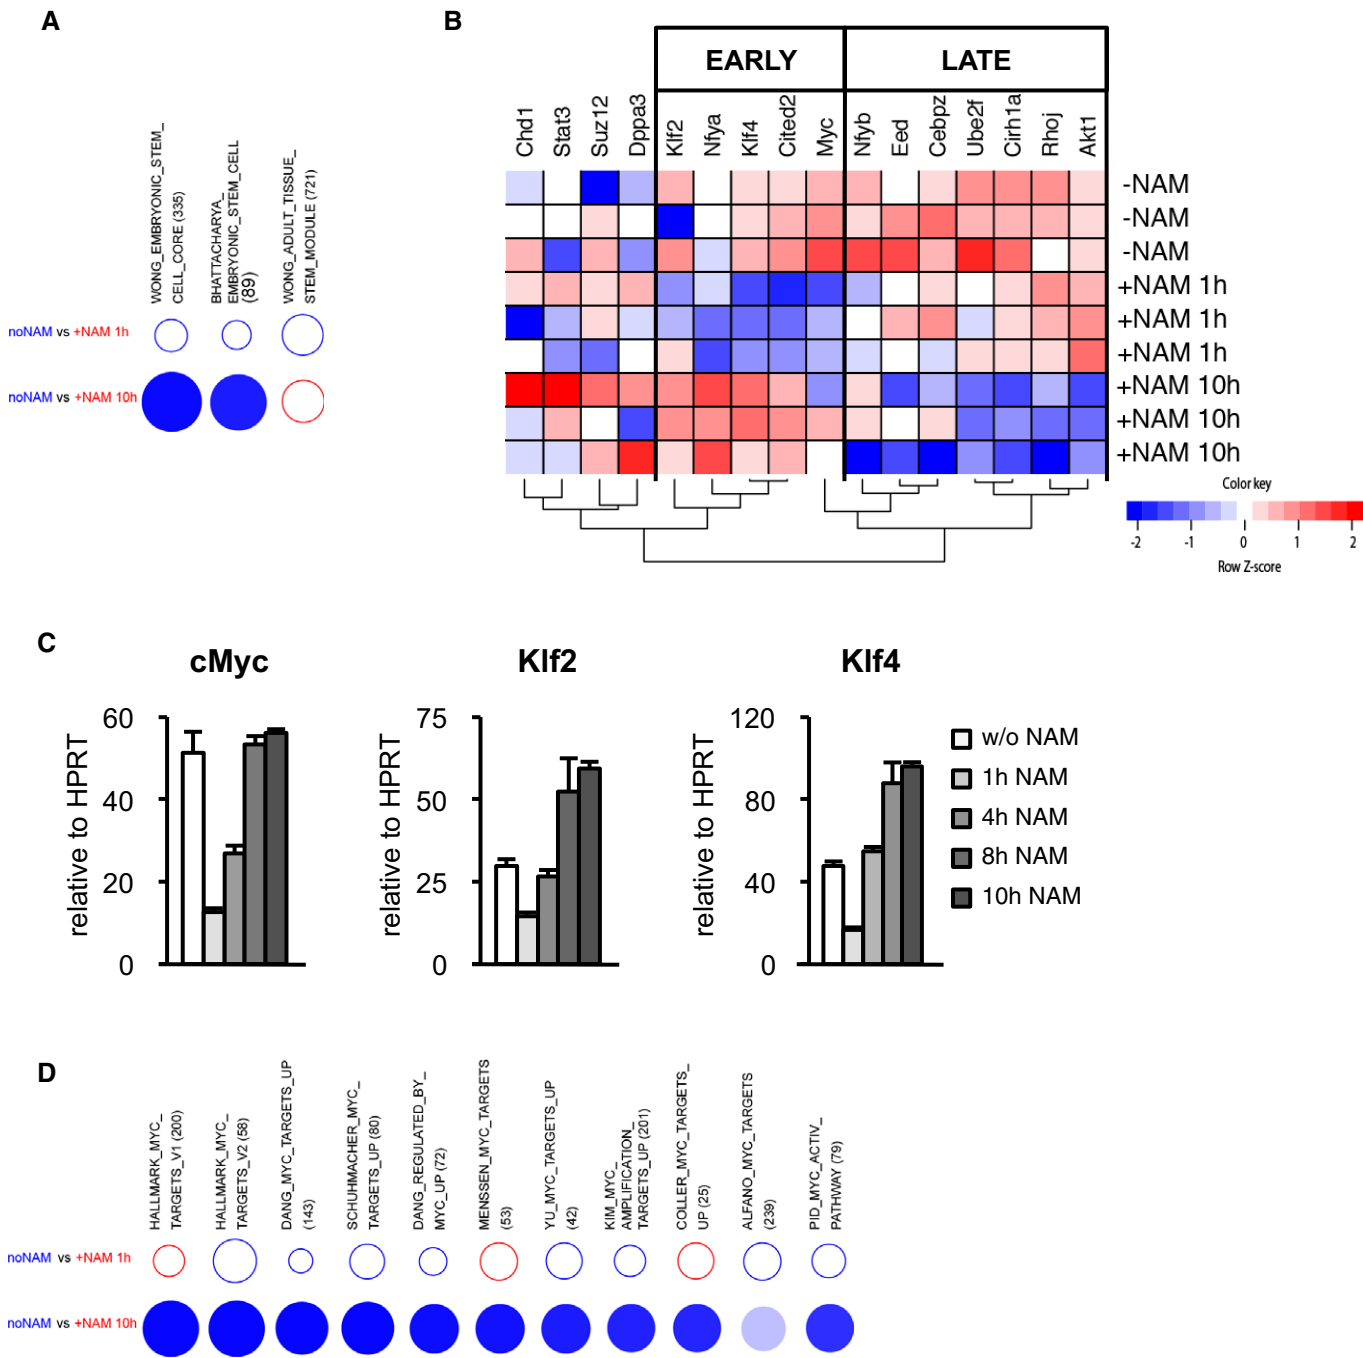 A
WONG_EMBRYONIC_STEM_
CELL_CORE (335)
BHATTACHARYA_
EMBRYONIC_STEM_CELL
(89)
WONG_ADULT_TISSUE_
STEM_MODULE (721)
noNAM vs +NAM 1h
noNAM vs +NAM 10h
B
EARLY
LATE
Chd1
Stat3
Suz12
Dppa3
Klf2
Nfya
Klf4
Cited2
Myc
Nfyb
Eed
Cebpz
Ube2f
Cirh1a
Rhoj
Akt1
-NAM
-NAM
-NAM
+NAM 1h
+NAM 1h
+NAM 1h
+NAM 10h
+NAM 10h
+NAM 10h
Color key
-2 -1 0 1 2
Row Z-score
C
cMyc
relative to HPRT
60
40
20
0
Klf2
relative to HPRT
75
50
25
0
Klf4
relative to HPRT
120
80
40
0
w/o NAM
1h NAM
4h NAM
8h NAM
10h NAM
D
HALLMARK_MYC_
TARGETS_V1 (200)
HALLMARK_MYC_
TARGETS_V2 (58)
DANG_MYC_TARGETS_UP
(143)
SCHUHMACHER_MYC_
TARGETS_UP (80)
DANG_REGULATED_BY_
MYC_UP (72)
MENSSEN_MYC_TARGETS
(53)
YU_MYC_TARGETS_UP
(42)
KIM_MYC_
AMPLIFICATION_
TARGETS_UP (201)
COLLER_MYC_TARGETS_
UP (25)
ALFANO_MYC_TARGETS
(239)
PID_MYC_ACTIV_
PATHWAY (79)
noNAM vs +NAM 1h
noNAM vs +NAM 10h